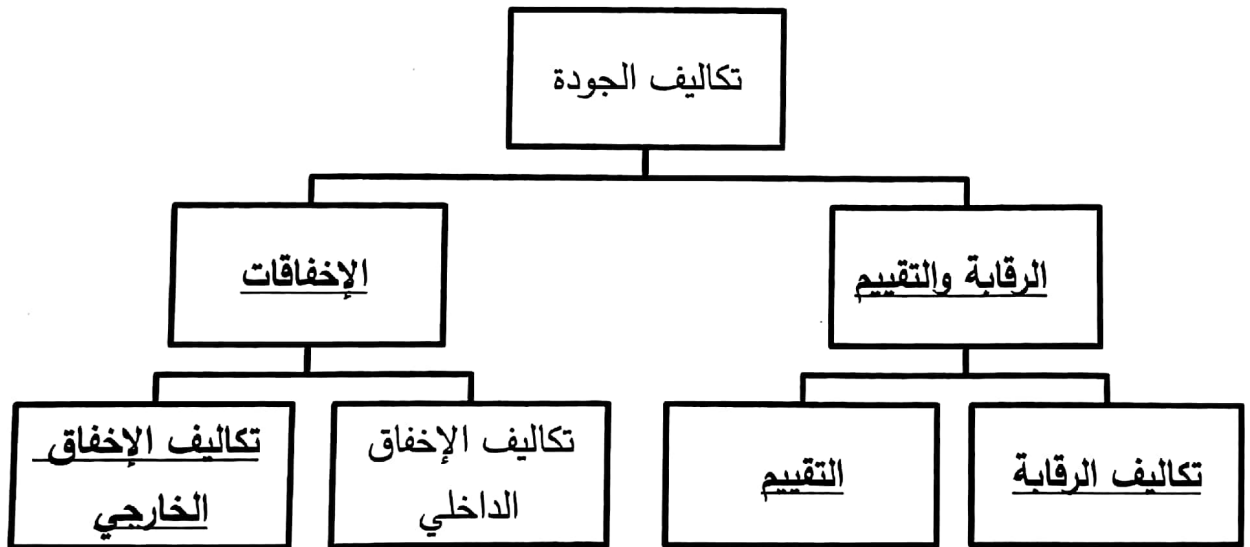 تكاليف الجودة
الرقابة والتقييم
الإخفاقات
تكاليف الرقابة
التقييم
تكاليف الإخفاق
الداخلي
تكاليف الإخفاق
الخارجي